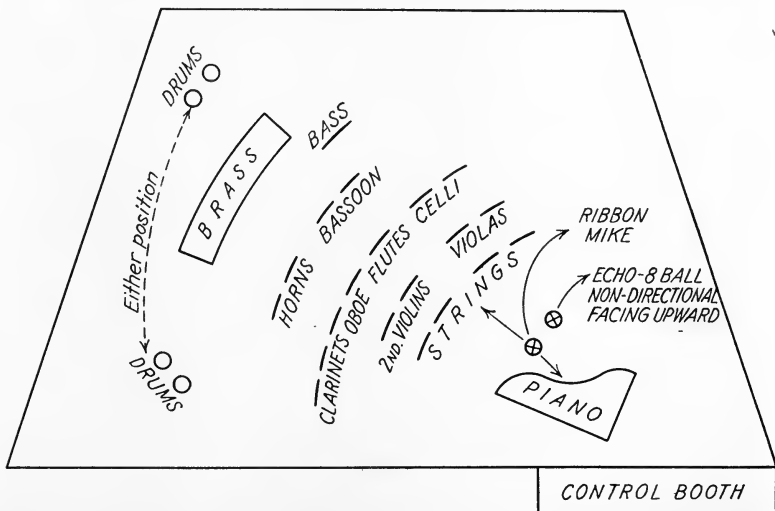 DRUMS
BRASS
BASS
Either position
HORNS
BASSOON
CLARINETS
OBOE
FLUTES
CELLI
2ND. VIOLINS
VIOLAS
STRINGS
RIBBON
MIKE
ECHO-8 BALL
NON-DIRECTIONAL
FACING UPWARD
DRUMS
PIANO
CONTROL BOOTH